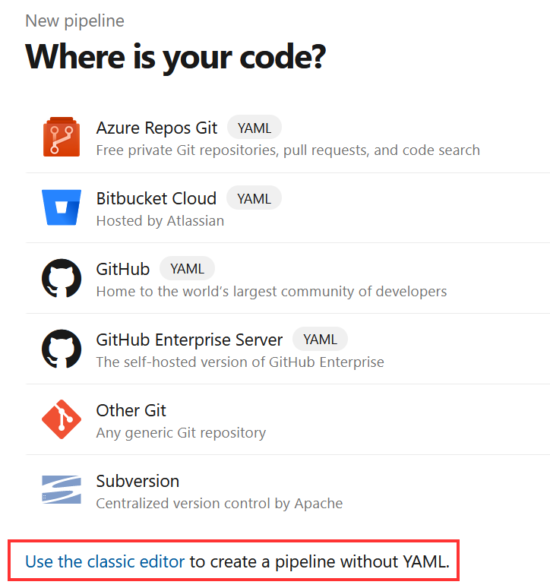 New pipeline
Where is your code?
Azure Repos Git YAML
Free private Git repositories, pull requests, and code search
Bitbucket Cloud YAML
Hosted by Atlassian
GitHub YAML
Home to the world's largest community of developers
GitHub Enterprise Server YAML
The self-hosted version of GitHub Enterprise
Other Git
Any generic Git repository
Subversion
Centralized version control by Apache
Use the classic editor to create a pipeline without YAML.